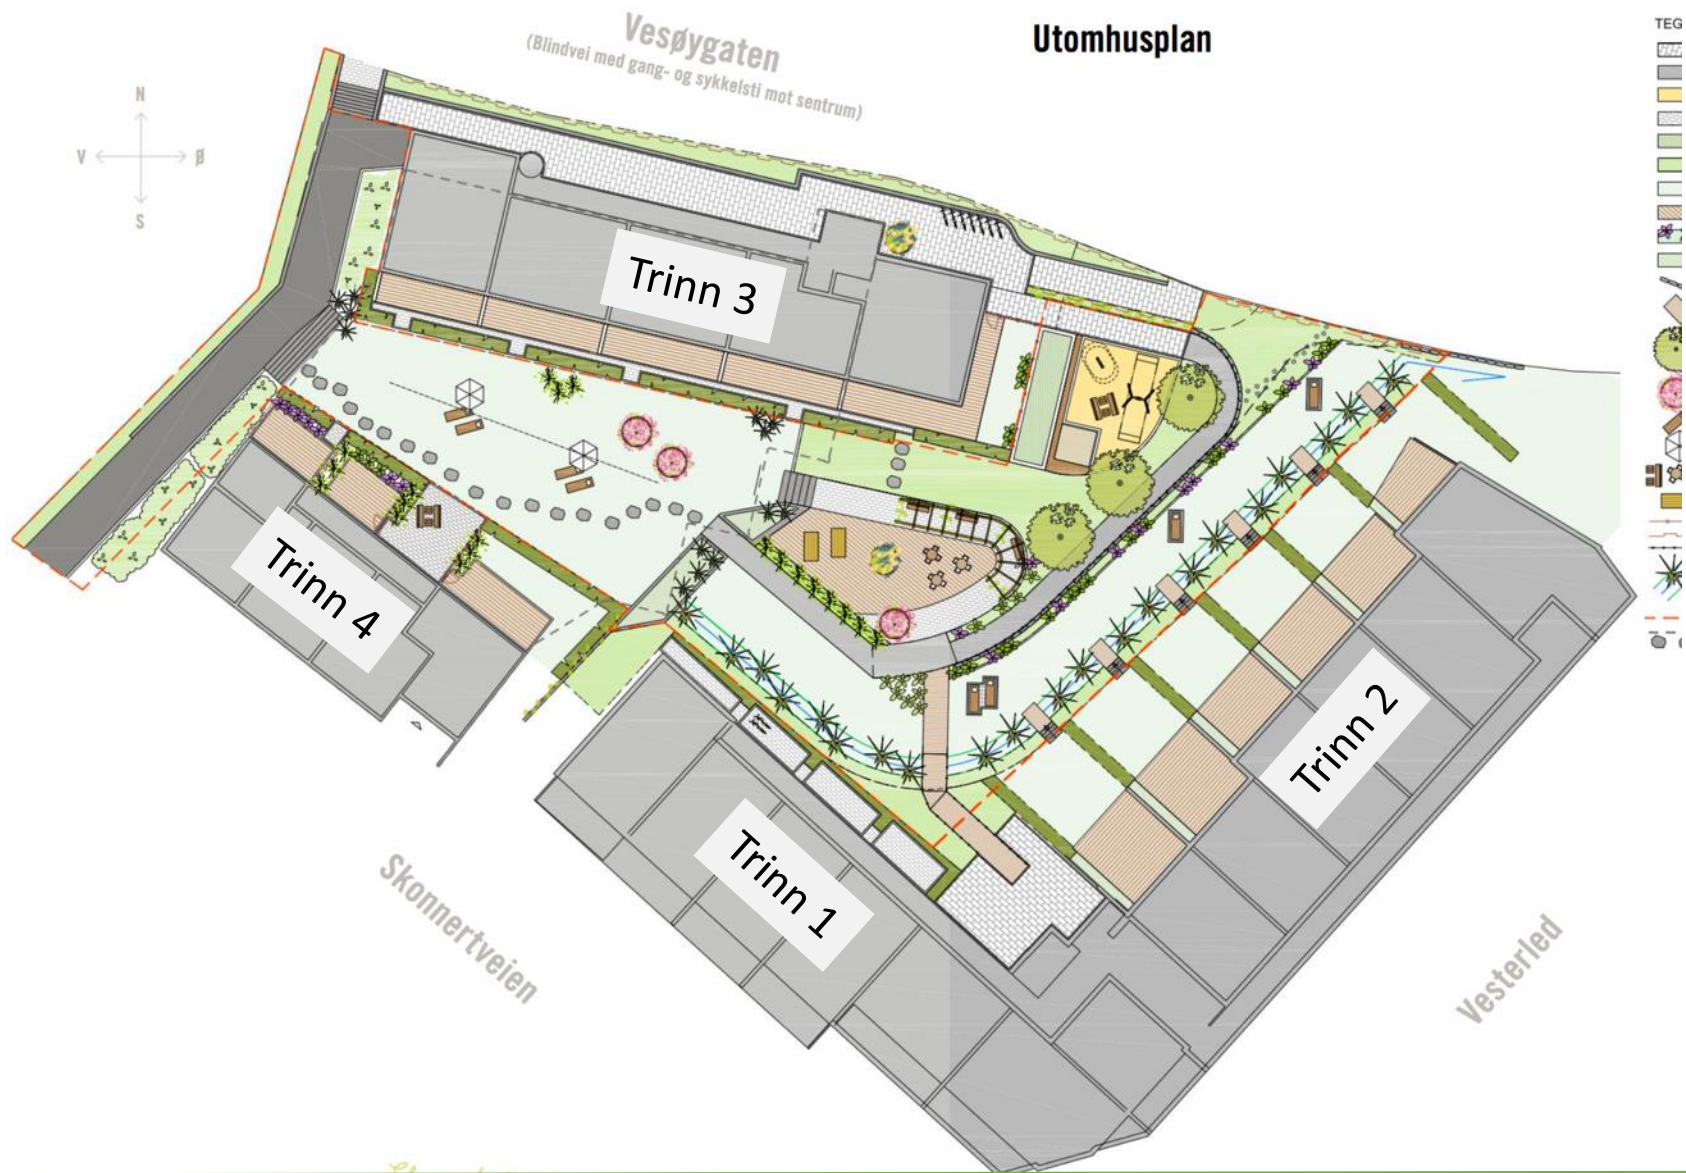 Vesøygaten
(Blindvei med gang- og sykkelsti mot sentrum)
Utomhusplan
TEG
N
V
Ø
S
Trinn 3
Trinn 4
Trinn 2
Trinn 1
Skonnertveien
Vesterled